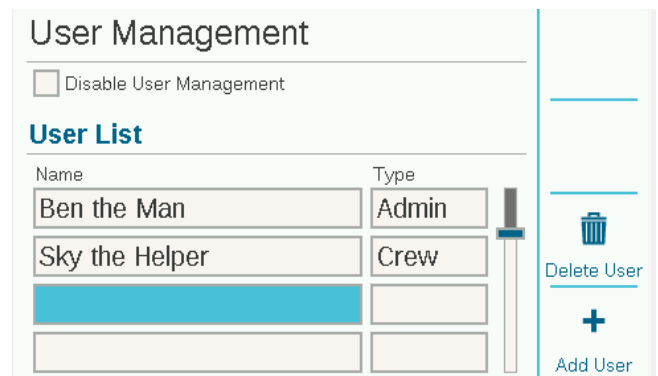 User Management
Disable User Management
User List
Name Type
Ben the Man Admin
Sky the Helper Crew
Delete User
Add User